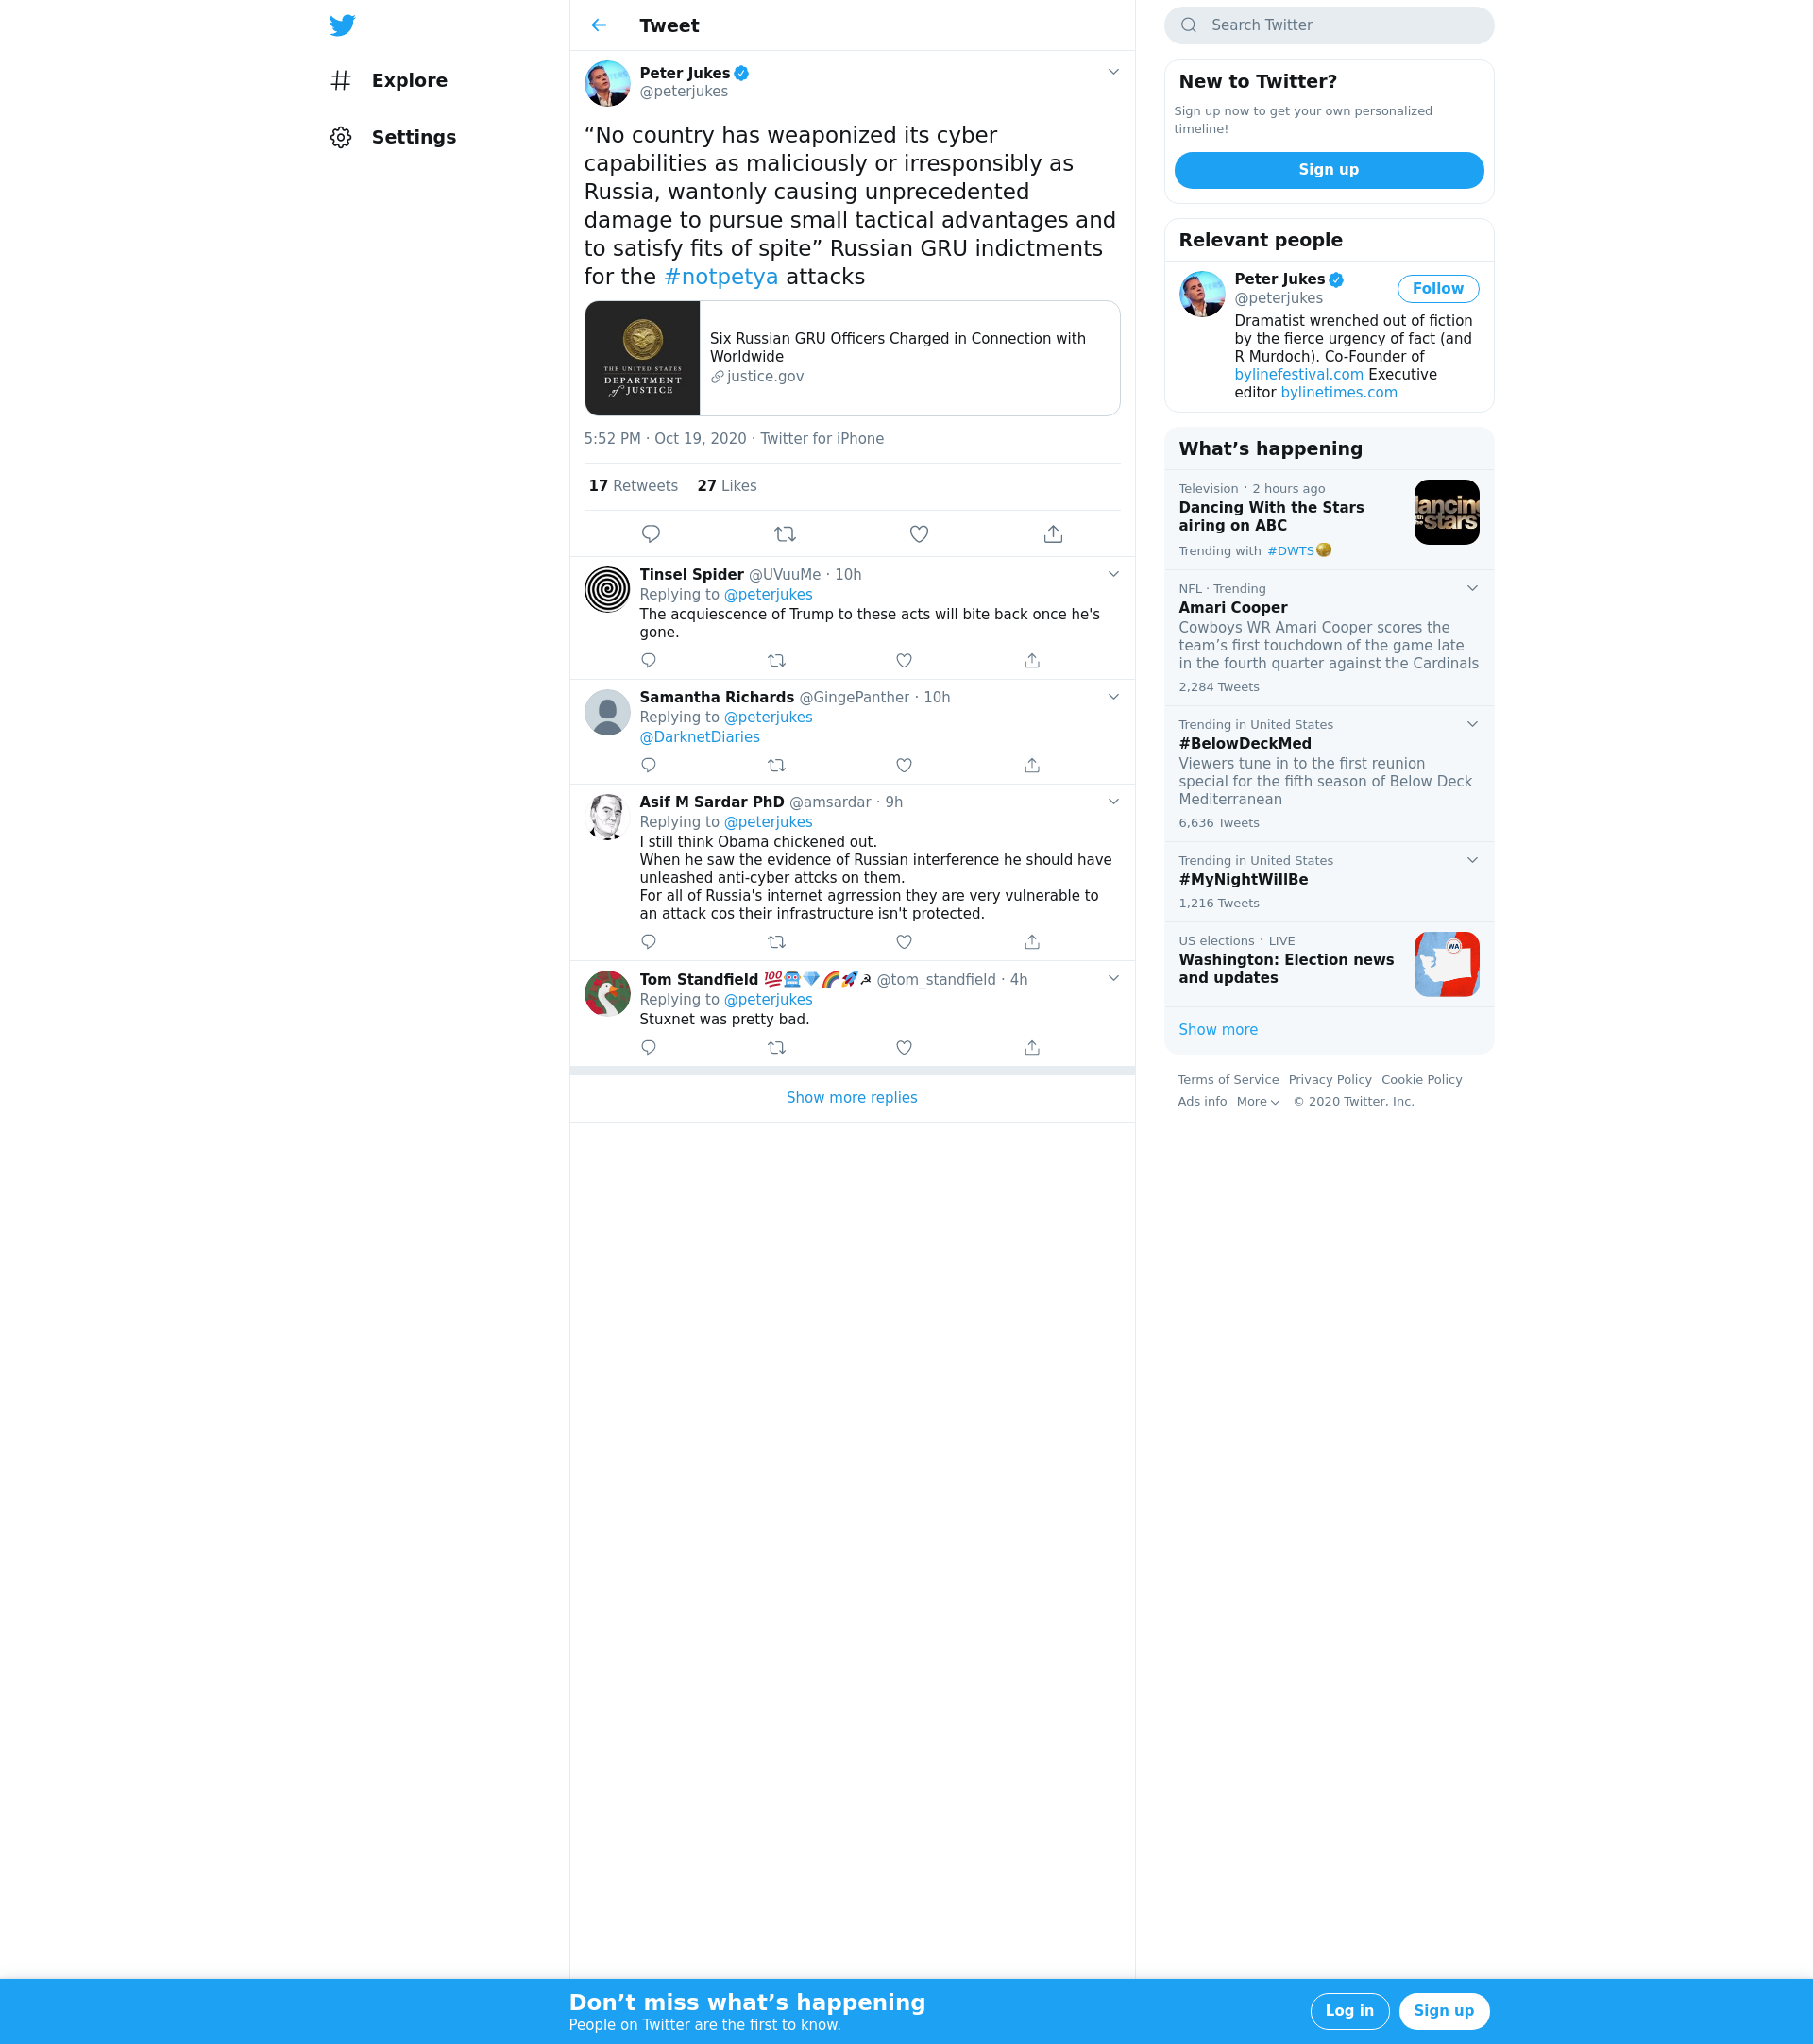 Explore
Settings
Tweet
Peter Jukes
@peterjukes
“No country has weaponized its cyber
capabilities as maliciously or irresponsibly as
Russia, wantonly causing unprecedented
damage to pursue small tactical advantages and
to satisfy fits of spite” Russian GRU indictments
for the #notpetya attacks
THE UNITED STATES
DEPARTMENT
of JUSTICE
Six Russian GRU Officers Charged in Connection with
Worldwide
justice.gov
5:52 PM · Oct 19, 2020 · Twitter for iPhone
17 Retweets 27 Likes
Tinsel Spider @UVuuMe · 10h
Replying to @peterjukes
The acquiescence of Trump to these acts will bite back once he's
gone.
Samantha Richards @GingePanther · 10h
Replying to @peterjukes
@DarknetDiaries
Asif M Sardar PhD @amsardar · 9h
Replying to @peterjukes
I still think Obama chickened out.
When he saw the evidence of Russian interference he should have
unleashed anti-cyber attcks on them.
For all of Russia's internet agrression they are very vulnerable to
an attack cos their infrastructure isn't protected.
Tom Standfield 💯 @tom_standfield · 4h
Replying to @peterjukes
Stuxnet was pretty bad.
Show more replies
Search Twitter
New to Twitter?
Sign up now to get your own personalized
timeline!
Sign up
Relevant people
Peter Jukes
@peterjukes
Follow
Dramatist wrenched out of fiction
by the fierce urgency of fact (and
R Murdoch). Co-Founder of
bylinefestival.com Executive
editor bylinetimes.com
What’s happening
Television · 2 hours ago
Dancing With the Stars
airing on ABC
Trending with #DWTS
dancing
with the
stars
NFL · Trending
Amari Cooper
Cowboys WR Amari Cooper scores the
team’s first touchdown of the game late
in the fourth quarter against the Cardinals
2,284 Tweets
Trending in United States
#BelowDeckMed
Viewers tune in to the first reunion
special for the fifth season of Below Deck
Mediterranean
6,636 Tweets
Trending in United States
#MyNightWillBe
1,216 Tweets
US elections · LIVE
Washington: Election news
and updates
WA
Show more
Terms of Service Privacy Policy Cookie Policy
Ads info More © 2020 Twitter, Inc.
Don’t miss what’s happening
People on Twitter are the first to know.
Log in
Sign up